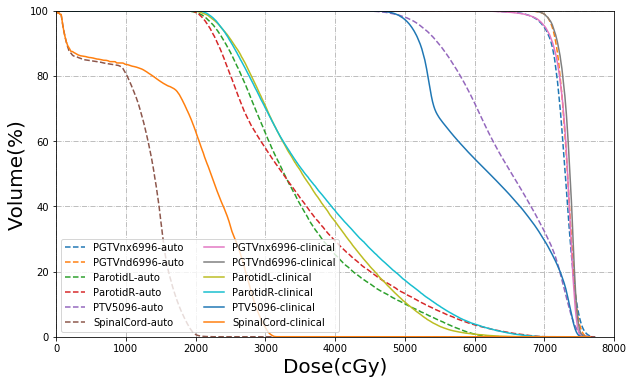 100
80
60
40
20
0
Volume(%)
PGTVnx6996-auto
PGTVnd6996-auto
ParotidL-auto
ParotidR-auto
PTV5096-auto
SpinalCord-auto
PGTVnx6996-clinical
PGTVnd6996-clinical
ParotidL-clinical
ParotidR-clinical
PTV5096-clinical
SpinalCord-clinical
0 1000 2000 3000 4000 5000 6000 7000 8000
Dose(cGy)